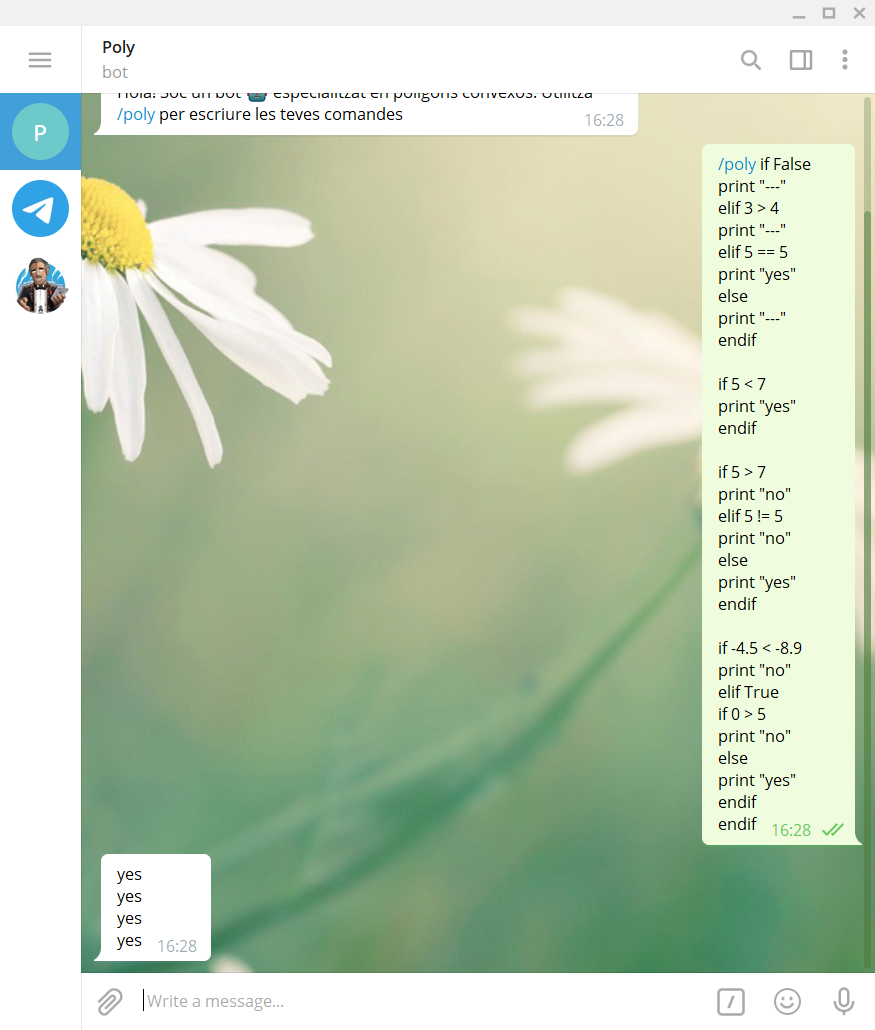 Poly
bot
P
Hola! Sóc un bot 🤖 especialitzat en polígons convexos. Utilitza
/poly per escriure les teves comandes
16:28
/poly if False
print "---"
elif 3 > 4
print "---"
elif 5 == 5
print "yes"
else
print "---"
endif
if 5 < 7
print "yes"
endif
if 5 > 7
print "no"
elif 5 != 5
print "no"
else
print "yes"
endif
if -4.5 < -8.9
print "no"
elif True
if 0 > 5
print "no"
else
print "yes"
endif
endif 16:28
yes
yes
yes
yes 16:28
Write a message...